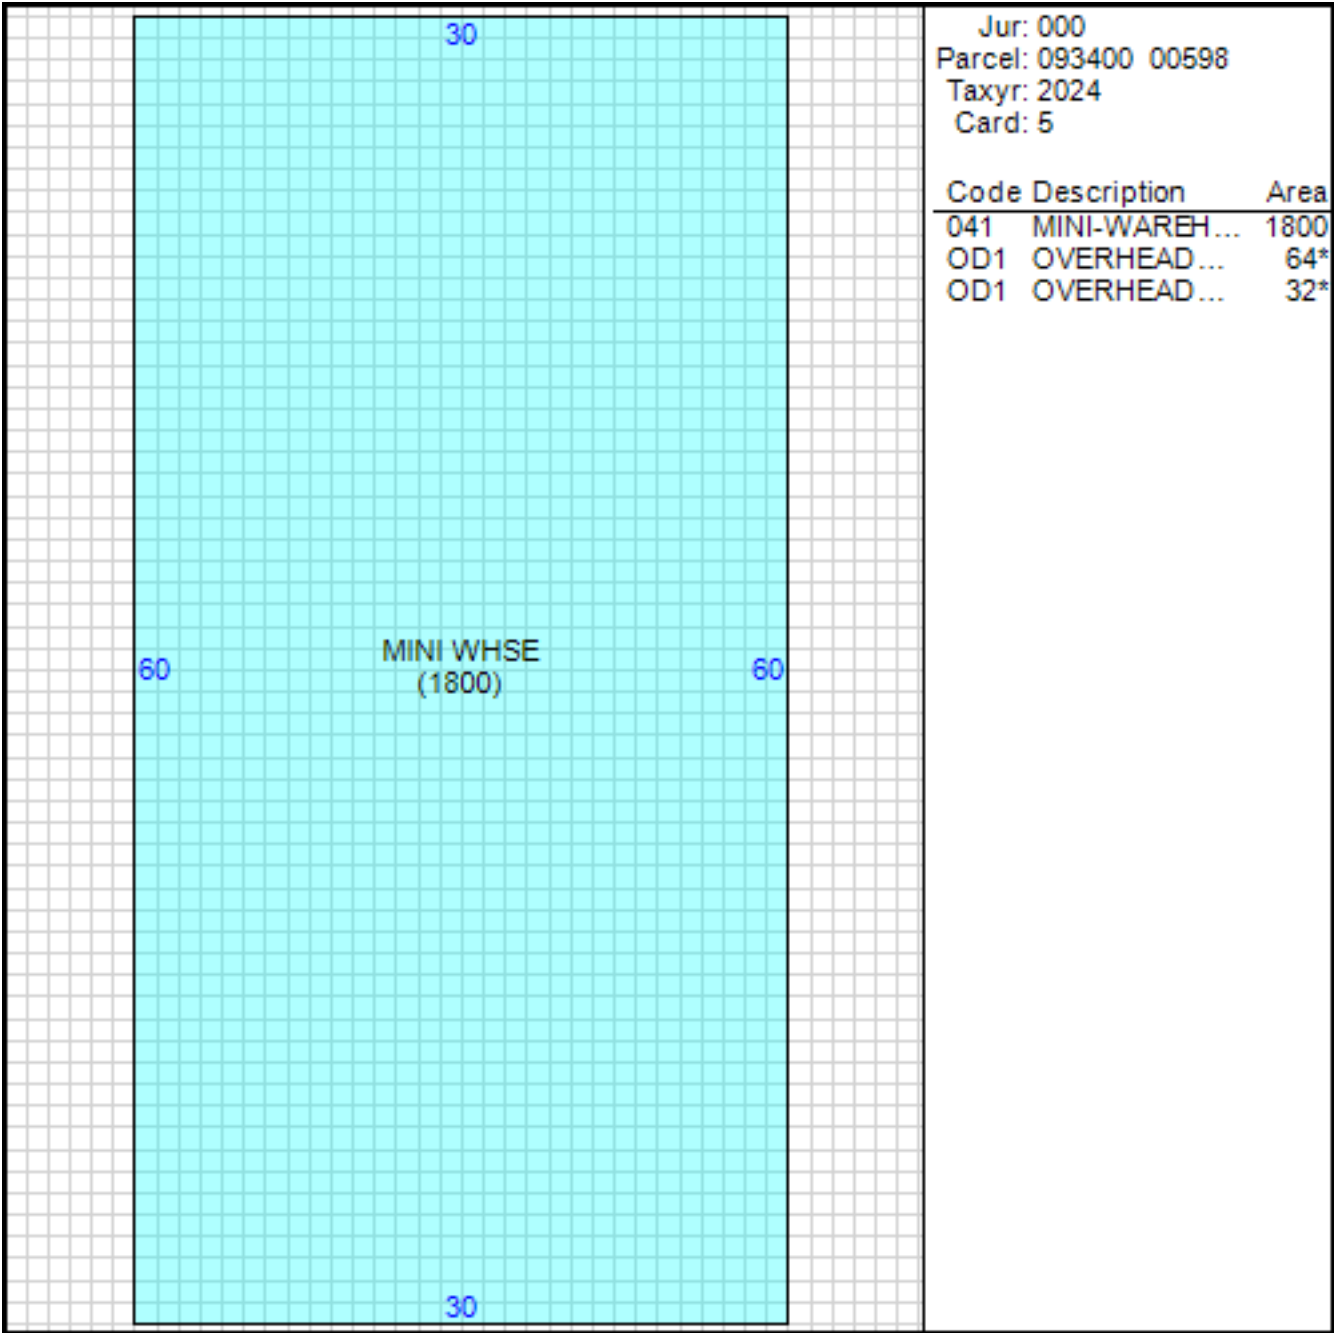 30
60 MINI WHSE 60
(1800)
30
Jur: 000
Parcel: 093400 00598
Taxyr: 2024
Card: 5
Code Description Area
041 MINI-WAREH... 1800
OD1 OVERHEAD... 64*
OD1 OVERHEAD... 32*